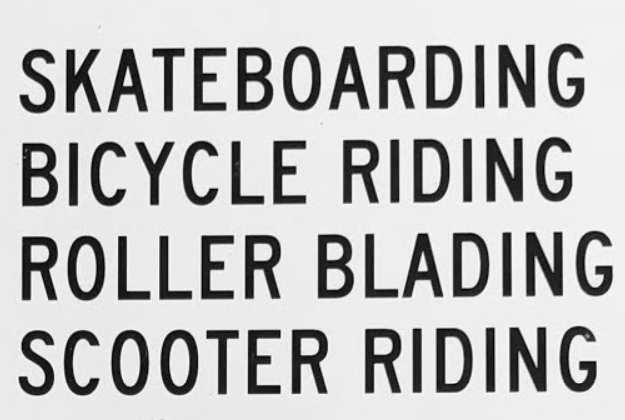 SKATEBOARDING
BICYCLE RIDING
ROLLER BLADING
SCOOTER RIDING